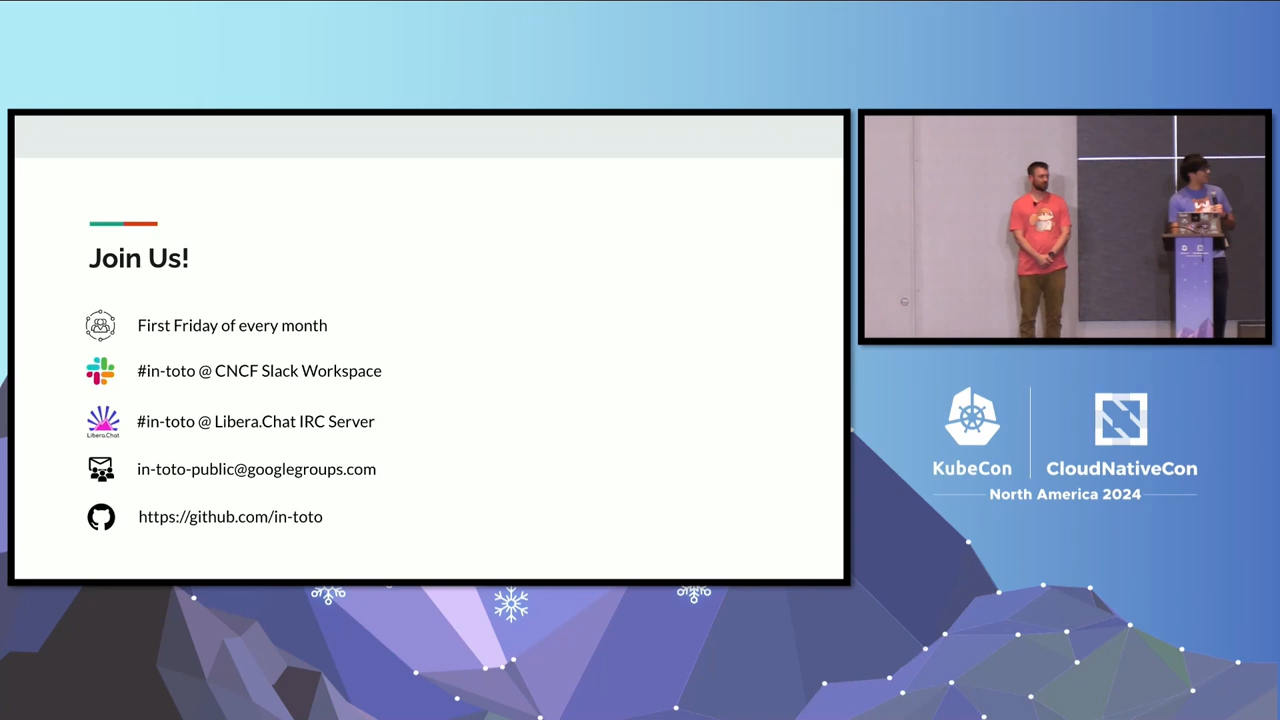 Join Us!
First Friday of every month
#in-toto @ CNCF Slack Workspace
Libera.Chat
#in-toto @ Libera.Chat IRC Server
in-toto-public@googlegroups.com
https://github.com/in-toto
KubeCon
CloudNativeCon
North America 2024